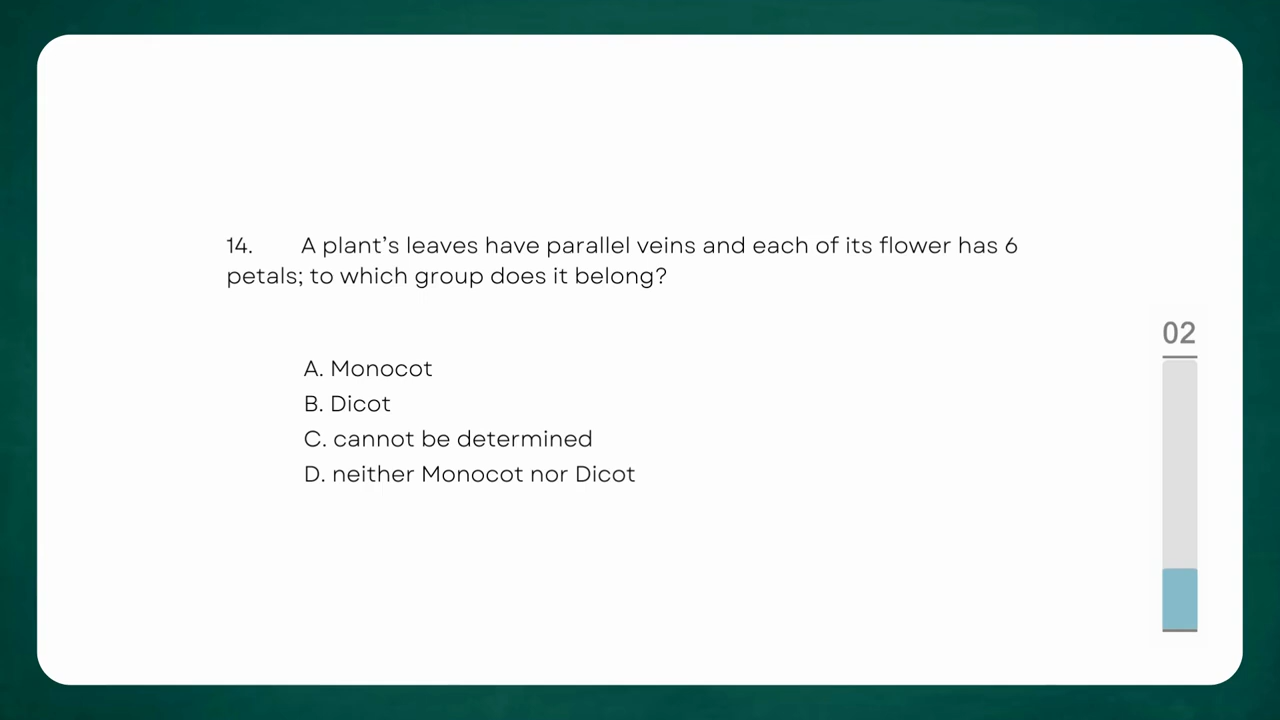 14. A plant’s leaves have parallel veins and each of its flower has 6
petals; to which group does it belong?
A. Monocot
B. Dicot
C. cannot be determined
D. neither Monocot nor Dicot
02